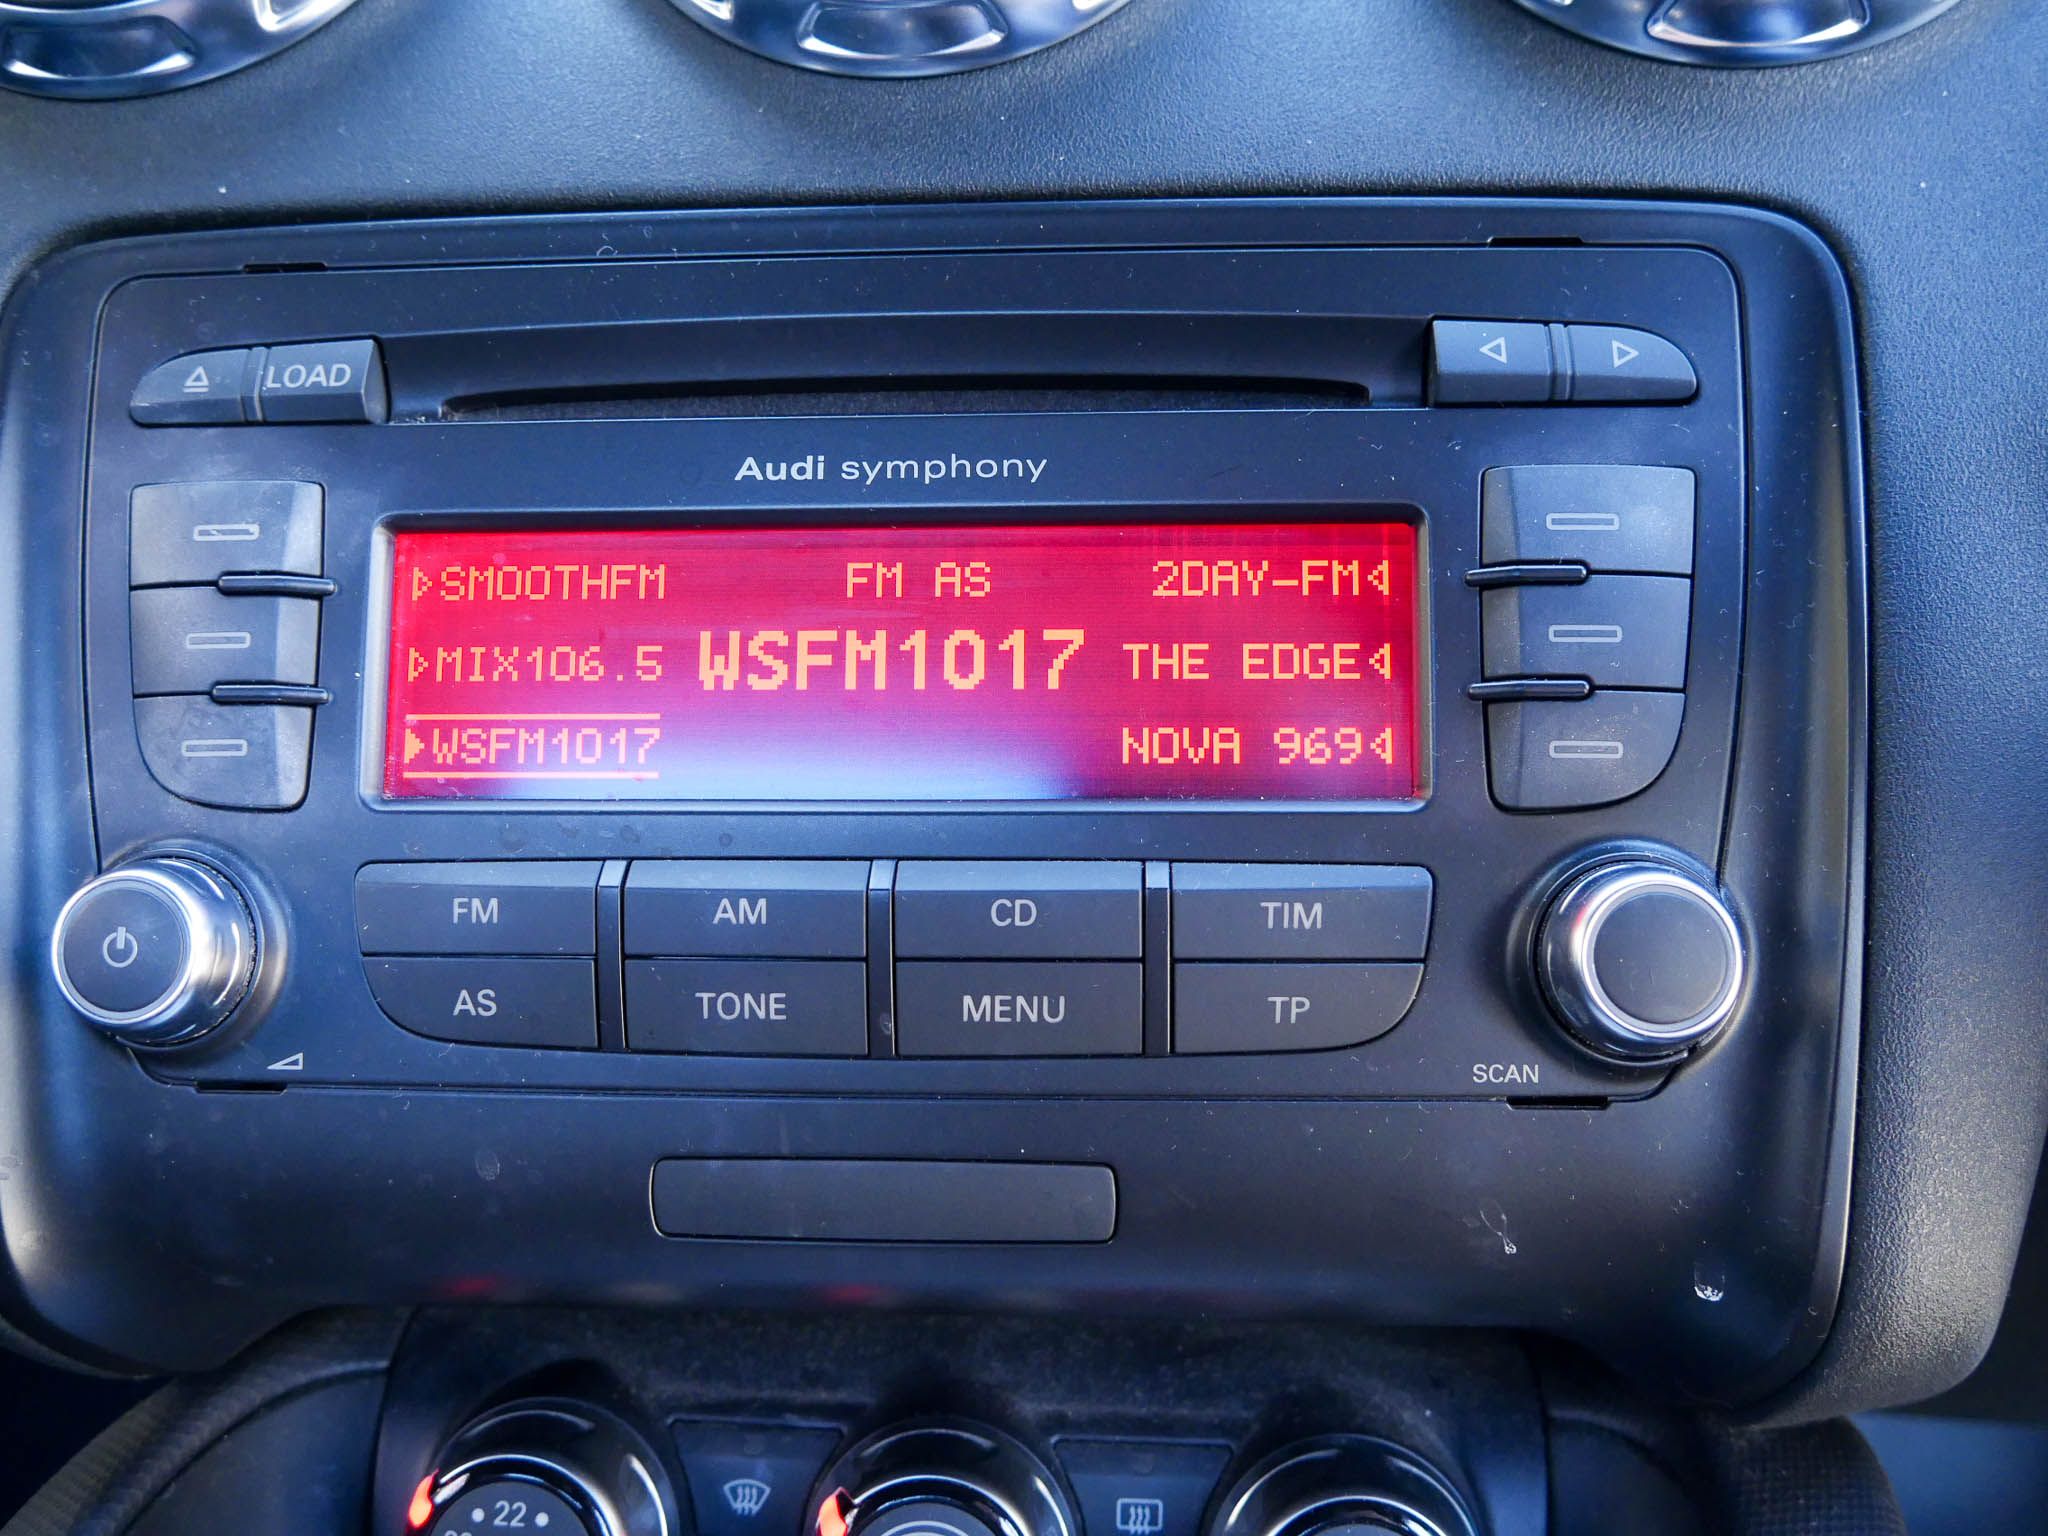 LOAD
Audi symphony
SMOOTHFM FM AS 2DAY-FM
MIX106.5 WSFM1017 THE EDGE
WSFM1017 NOVA 969
FM AM CD TIM
AS TONE MENU TP
SCAN
22